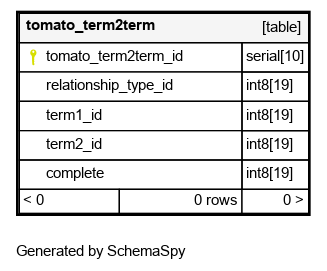 tomato_term2term [table]
tomato_term2term_id serial[10]
relationship_type_id int8[19]
term1_id int8[19]
term2_id int8[19]
complete int8[19]
< 0 0 rows 0 >
Generated by SchemaSpy